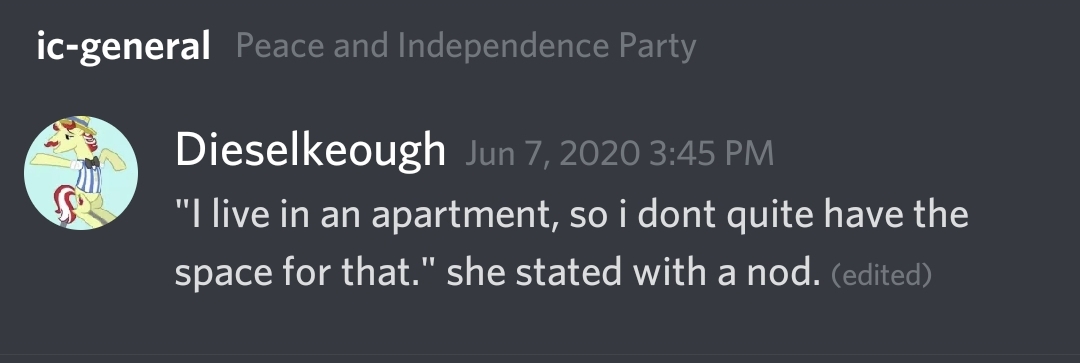 ic-general Peace and Independence Party
Dieselkeough Jun 7, 2020 3:45 PM
"I live in an apartment, so i dont quite have the
space for that." she stated with a nod. (edited)